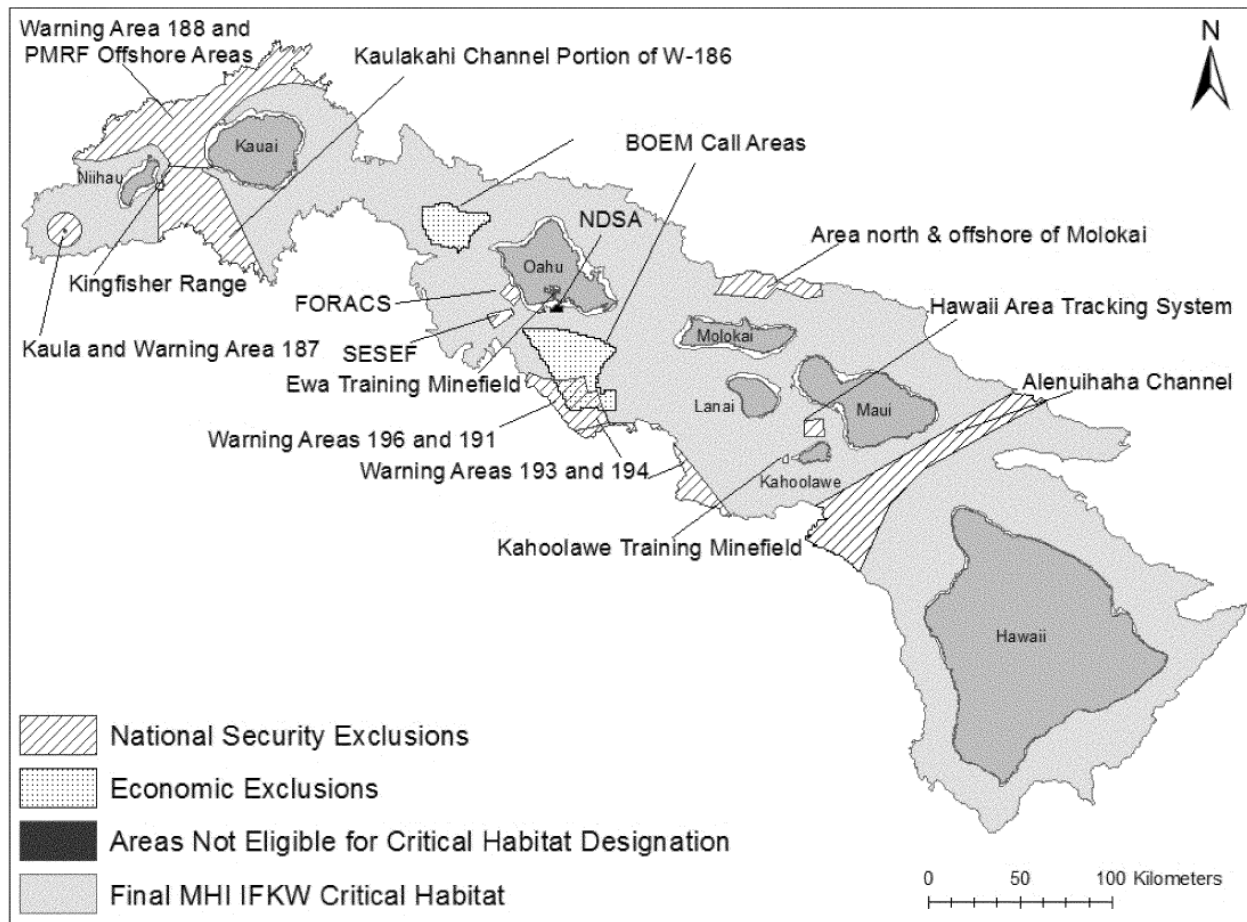 Warning Area 188 and
PMRF Offshore Areas
Kaulakahi Channel Portion of W-186
N
BOEM Call Areas
Kauai
Niihau
NDSA
Area north & offshore of Molokai
Oahu
Kingfisher Range
FORACS
Hawaii Area Tracking System
Kaula and Warning Area 187
SESEF
Molokai
Ewa Training Minefield
Alenuihaha Channel
Lanai
Maui
Warning Areas 196 and 191
Warning Areas 193 and 194
Kahoolawe
Kahoolawe Training Minefield
Hawaii
National Security Exclusions
Economic Exclusions
Areas Not Eligible for Critical Habitat Designation
Final MHI IFKW Critical Habitat
0 50 100 Kilometers